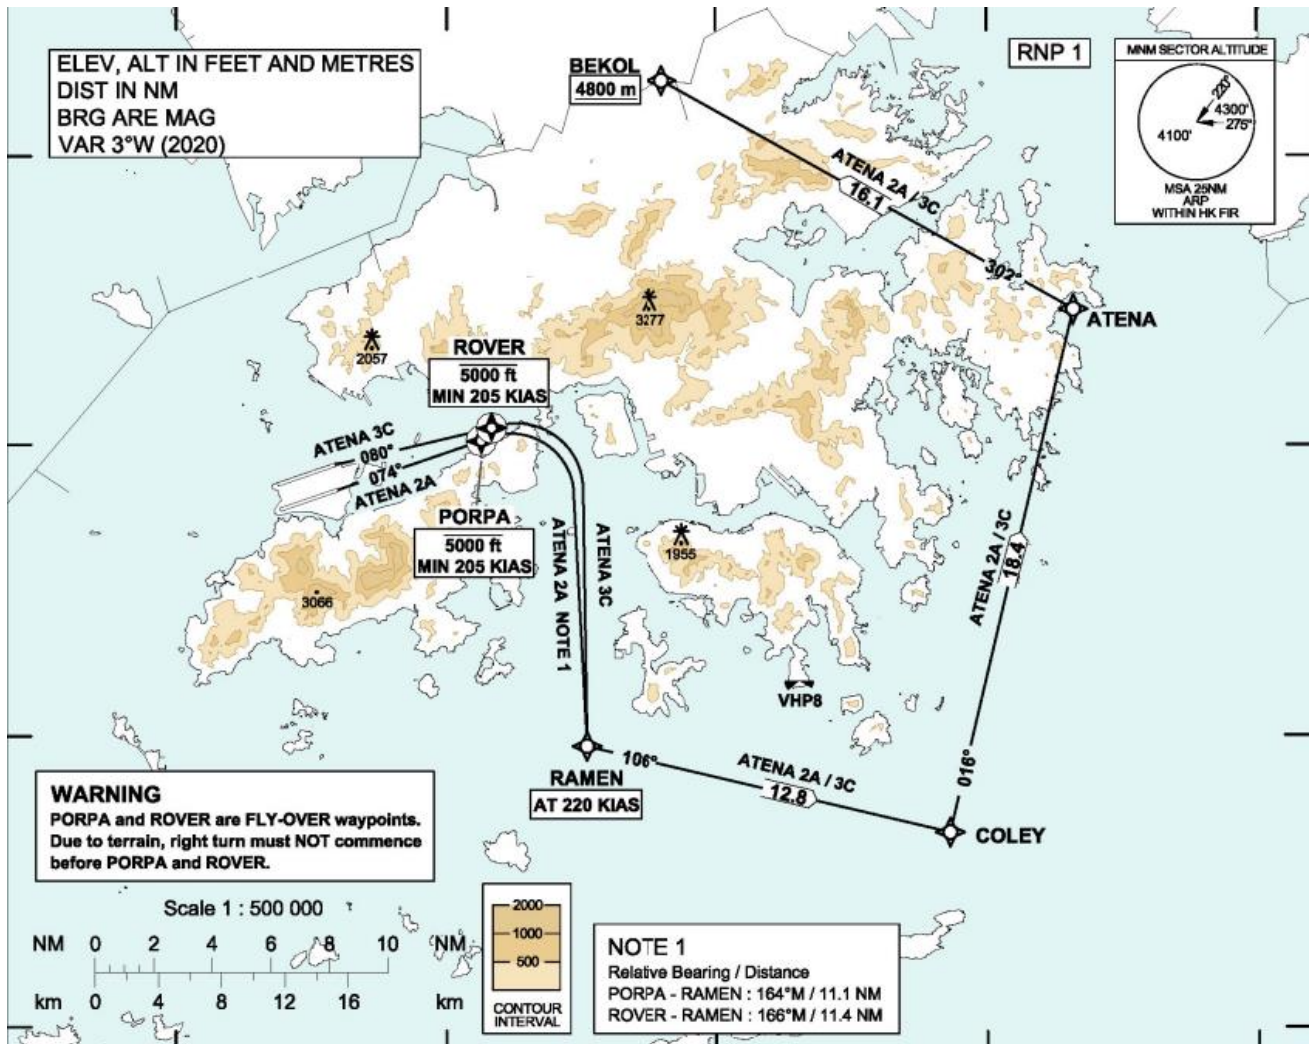 ELEV, ALT IN FEET AND METRES
DIST IN NM
BRG ARE MAG
VAR 3°W (2020)
BEKOL
4800 m
RNP 1
MNM SECTOR ALTITUDE
220°
4300'
275°
4100'
MSA 25NM
ARP
WITHIN HK FIR
ATENA 2A / 3C
16.1
302°
ATENA
3277
2057
ROVER
5000 ft
MIN 205 KIAS
ATENA 3C
080°
074°
ATENA 2A
PORPA
5000 ft
MIN 205 KIAS
ATENA 2A NOTE 1
ATENA 3C
1955
3066
ATENA 2A / 3C
18.4
016°
VHP8
RAMEN
AT 220 KIAS
106°
ATENA 2A / 3C
12.8
COLEY
WARNING
PORPA and ROVER are FLY-OVER waypoints.
Due to terrain, right turn must NOT commence
before PORPA and ROVER.
Scale 1 : 500 000
NM 0 2 4 6 8 10 NM
km 0 4 8 12 16 km
2000
1000
500
CONTOUR
INTERVAL
NOTE 1
Relative Bearing / Distance
PORPA - RAMEN : 164°M / 11.1 NM
ROVER - RAMEN : 166°M / 11.4 NM